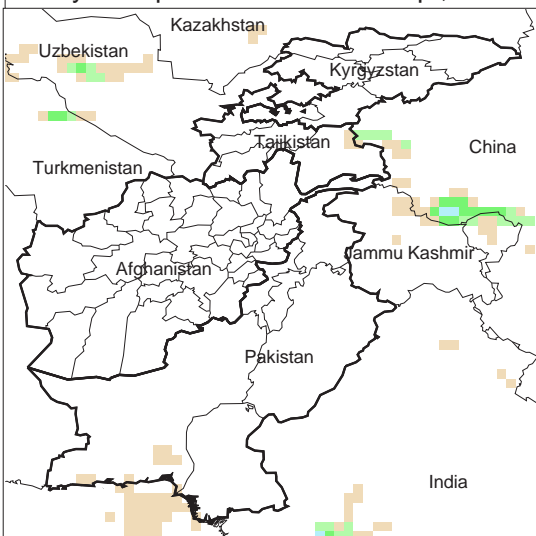 Kazakhstan
Uzbekistan
Kyrgyzstan
Tajikistan
China
Turkmenistan
Jammu Kashmir
Afghanistan
Pakistan
India